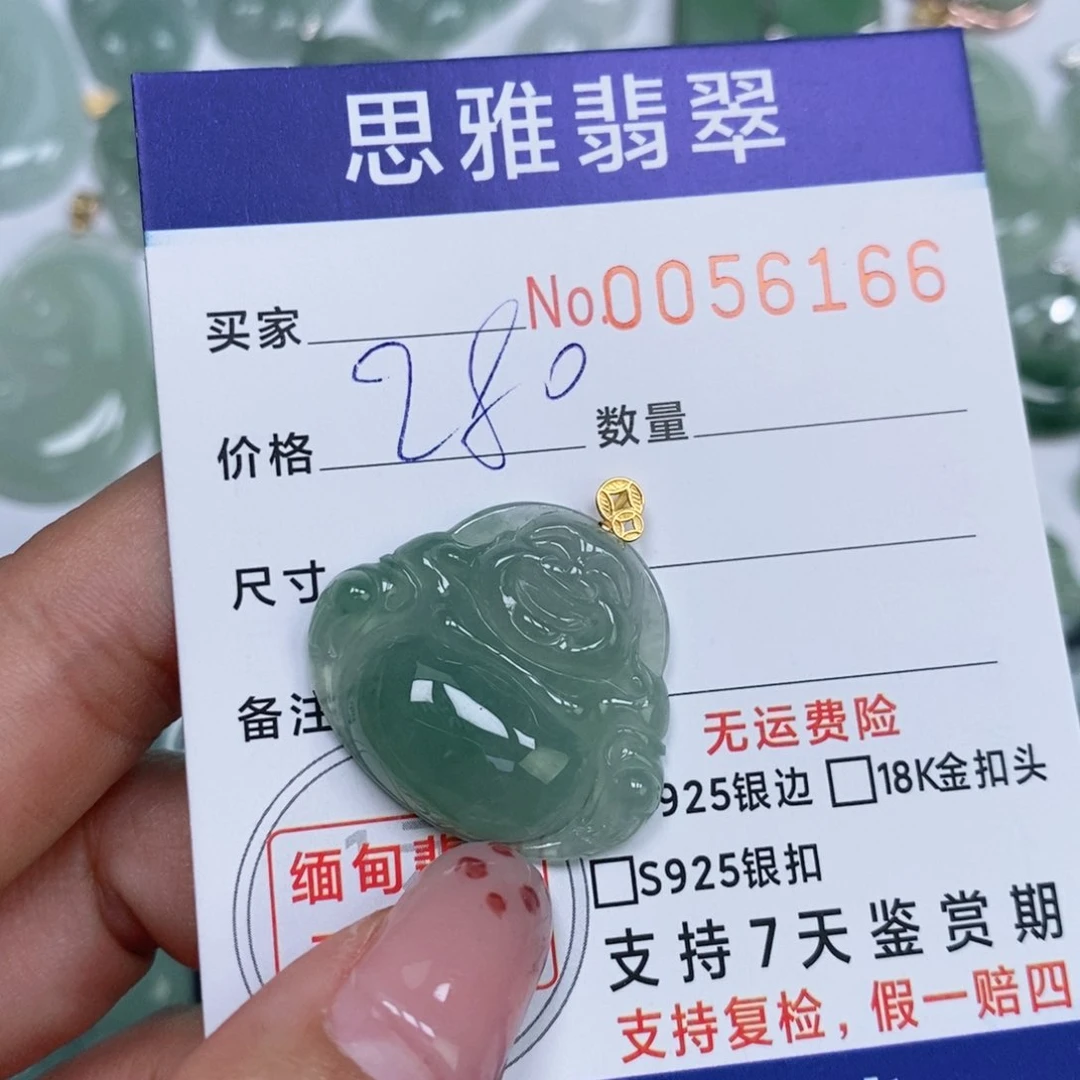 思雅翡翠
No.0056166
买家
280
价格 数量
尺寸
备注
无运费险
925银边 □18K金扣头
□S925银扣
缅甸翡
支持7天鉴赏期
支持复检，假一赔四